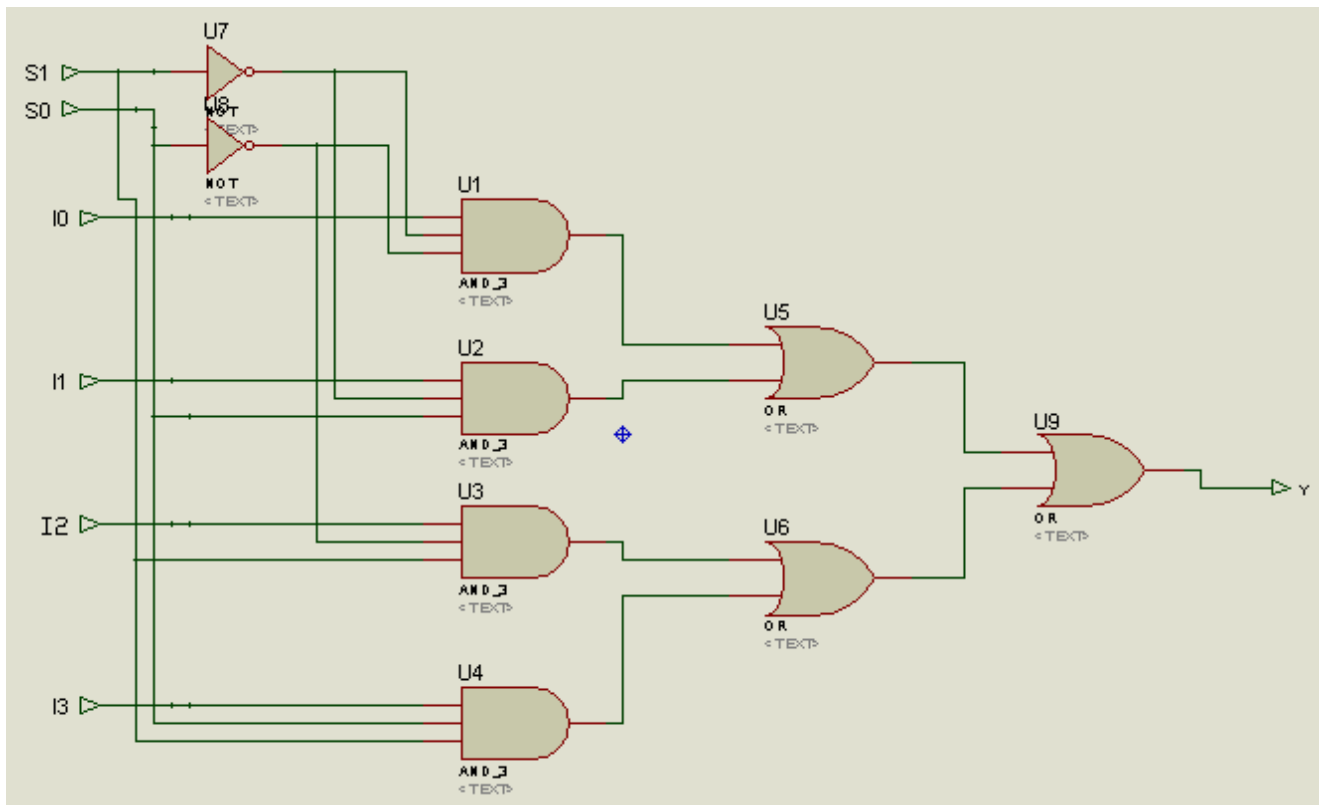 U7
S1
S0
U8
NOT
<TEXT>
NOT
<TEXT>
U1
I0
AND_3
<TEXT>
U5
U2
I1
OR
<TEXT>
U9
AND_3
<TEXT>
U3
Y
I2
OR
<TEXT>
U6
AND_3
<TEXT>
OR
<TEXT>
U4
I3
AND_3
<TEXT>